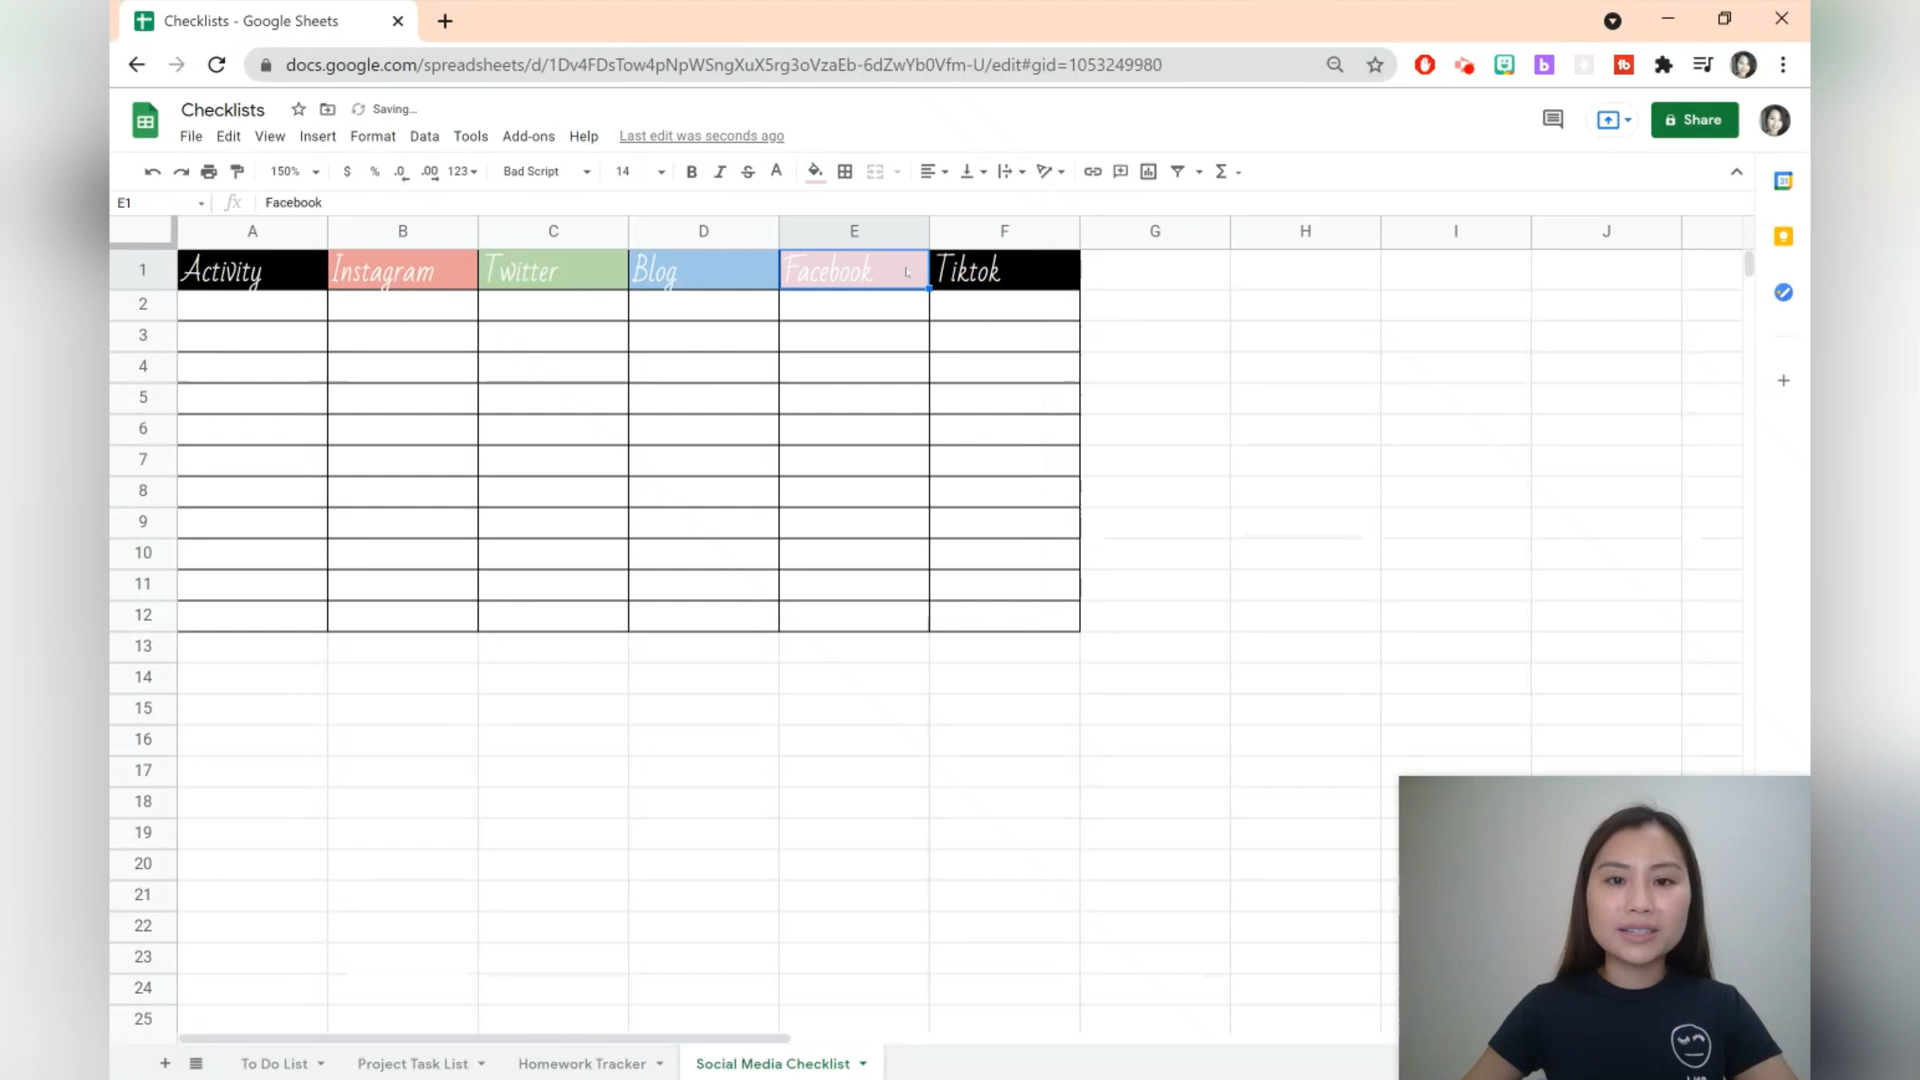 Checklists - Google Sheets
docs.google.com/spreadsheets/d/1Dv4FDsTow4pNpWSngXuX5rg3oVzaEb-6dZwYb0Vfm-U/edit#gid=1053249980
Checklists Saving...
File Edit View Insert Format Data Tools Add-ons Help Last edit was seconds ago
Share
150% $ % .0 .00 123 Bad Script 14
E1 fx Facebook
A B C D E F G H I J
1 Activity Instagram Twitter Blog Facebook Tiktok
2
3
4
5
6
7
8
9
10
11
12
13
14
15
16
17
18
19
20
21
22
23
24
25
To Do List Project Task List Homework Tracker Social Media Checklist